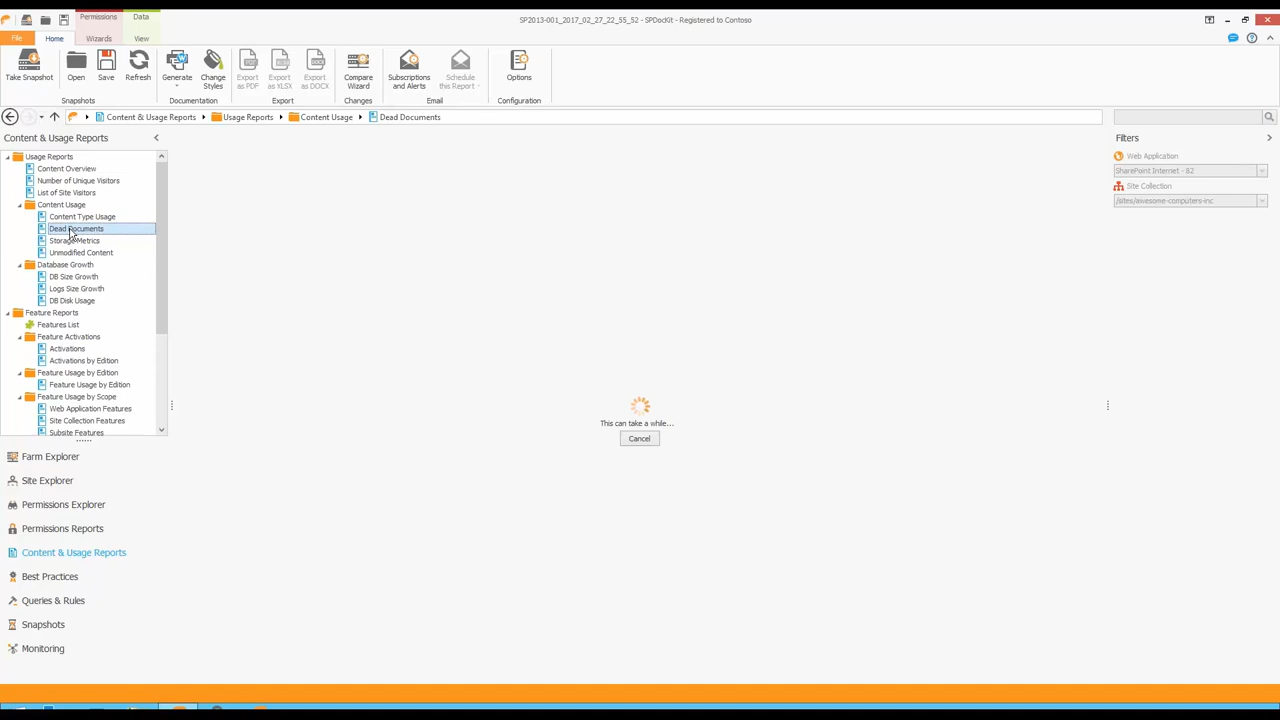 Permissions
Data
SP2013-001_2017_02_27_22_55_52 - SPDocKit - Registered to Contoso
File
Home
Wizards
View
Take Snapshot
Open
Save
Refresh
Generate
Change Styles
Export as PDF
Export as XLSX
Export as DOCX
Compare Wizard
Subscriptions and Alerts
Schedule this Report
Options
Snapshots
Documentation
Export
Changes
Email
Configuration
Content & Usage Reports
Usage Reports
Content Usage
Dead Documents
Content & Usage Reports
Usage Reports
Content Overview
Number of Unique Visitors
List of Site Visitors
Content Usage
Content Type Usage
Dead Documents
Storage Metrics
Unmodified Content
Database Growth
DB Size Growth
Logs Size Growth
DB Disk Usage
Feature Reports
Features List
Feature Activations
Activations
Activations by Edition
Feature Usage by Edition
Feature Usage by Edition
Feature Usage by Scope
Web Application Features
Site Collection Features
Subsite Features
Farm Explorer
Site Explorer
Permissions Explorer
Permissions Reports
Content & Usage Reports
Best Practices
Queries & Rules
Snapshots
Monitoring
This can take a while...
Cancel
Filters
Web Application
SharePoint Internet - 82
Site Collection
/sites/awesome-computers-inc